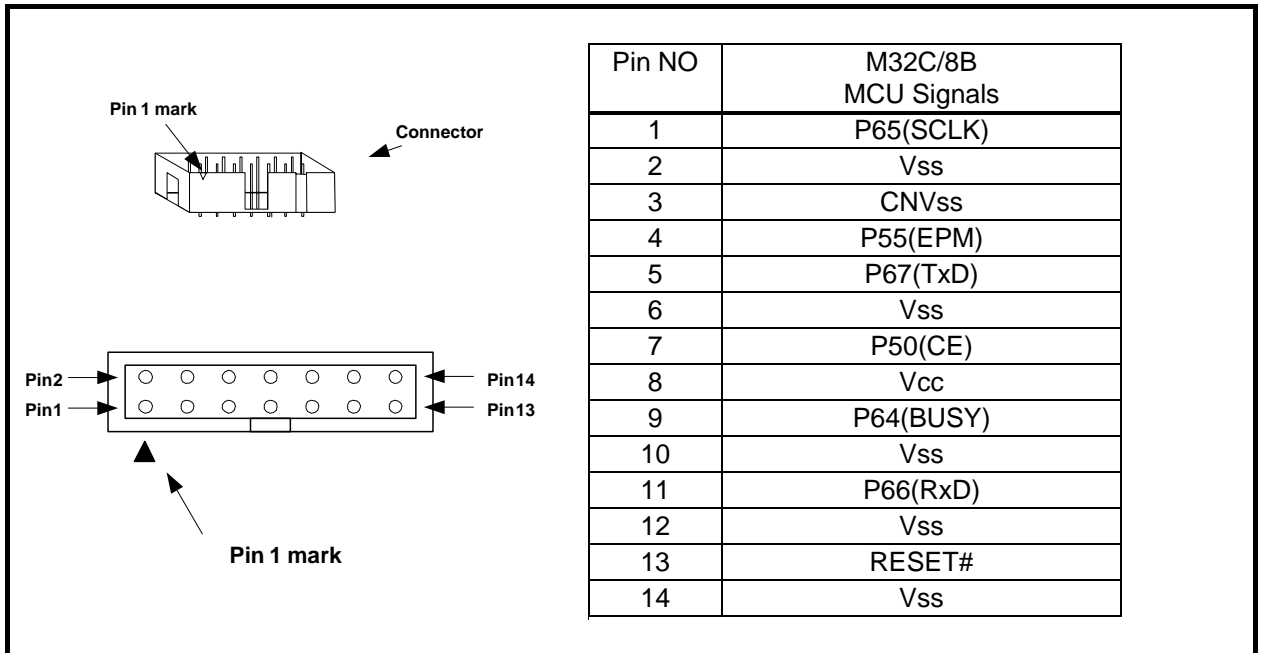 Pin 1 mark
Connector
Pin2
Pin1
Pin14
Pin13
Pin 1 mark
Pin NO M32C/8B
MCU Signals
1 P65(SCLK)
2 Vss
3 CNVss
4 P55(EPM)
5 P67(TxD)
6 Vss
7 P50(CE)
8 Vcc
9 P64(BUSY)
10 Vss
11 P66(RxD)
12 Vss
13 RESET#
14 Vss